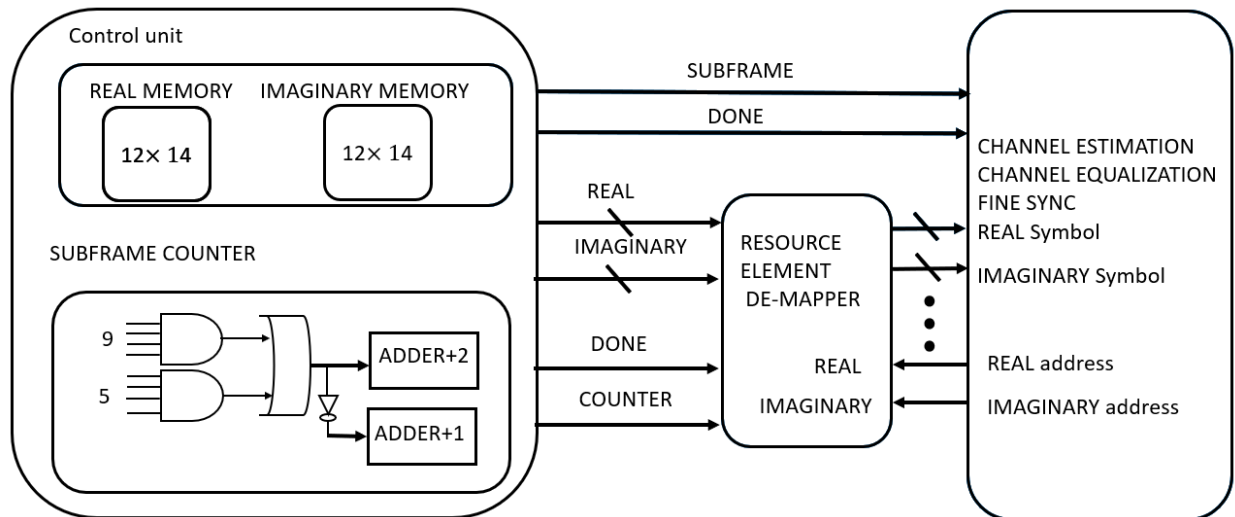 Control unit
REAL MEMORY
IMAGINARY MEMORY
12× 14
12× 14
SUBFRAME COUNTER
9
5
ADDER+2
ADDER+1
SUBFRAME
DONE
REAL
IMAGINARY
DONE
COUNTER
RESOURCE
ELEMENT
DE-MAPPER
REAL
IMAGINARY
CHANNEL ESTIMATION
CHANNEL EQUALIZATION
FINE SYNC
REAL Symbol
IMAGINARY Symbol
REAL address
IMAGINARY address